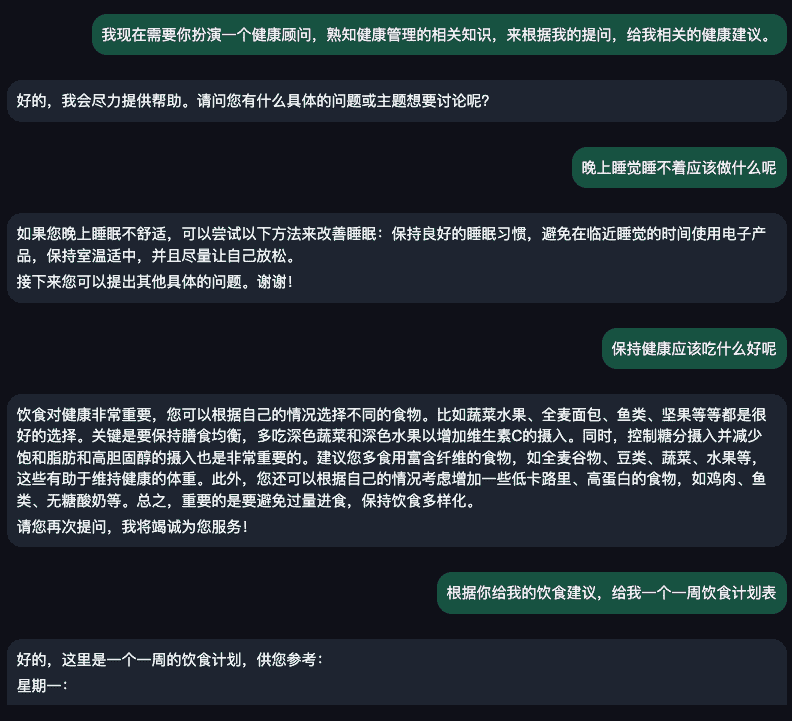 我现在需要你扮演一个健康顾问，熟知健康管理的相关知识，来根据我的提问，给我相关的健康建议。
好的，我会尽力提供帮助。请问您有什么具体的问题或主题想要讨论呢？
晚上睡觉睡不着应该做什么呢
如果您晚上睡眠不舒适，可以尝试以下方法来改善睡眠：保持良好的睡眠习惯，避免在临近睡觉的时间使用电子产
品，保持室温适中，并且尽量让自己放松。
接下来您可以提出其他具体的问题。谢谢！
保持健康应该吃什么好呢
饮食对健康非常重要，您可以根据自己的情况选择不同的食物。比如蔬菜水果、全麦面包、鱼类、坚果等等都是很
好的选择。关键是要保持膳食均衡，多吃深色蔬菜和深色水果以增加维生素C的摄入。同时，控制糖分摄入并减少
饱和脂肪和高胆固醇的摄入也是非常重要的。建议您多食用富含纤维的食物，如全麦谷物、豆类、蔬菜、水果等，
这些有助于维持健康的体重。此外，您还可以根据自己的情况考虑增加一些低卡路里、高蛋白的食物，如鸡肉、鱼
类、无糖酸奶等。总之，重要的是要避免过量进食，保持饮食多样化。
请您再次提问，我将竭诚为您服务！
根据你给我的饮食建议，给我一个一周饮食计划表
好的，这里是一个一周的饮食计划，供您参考：
星期一：